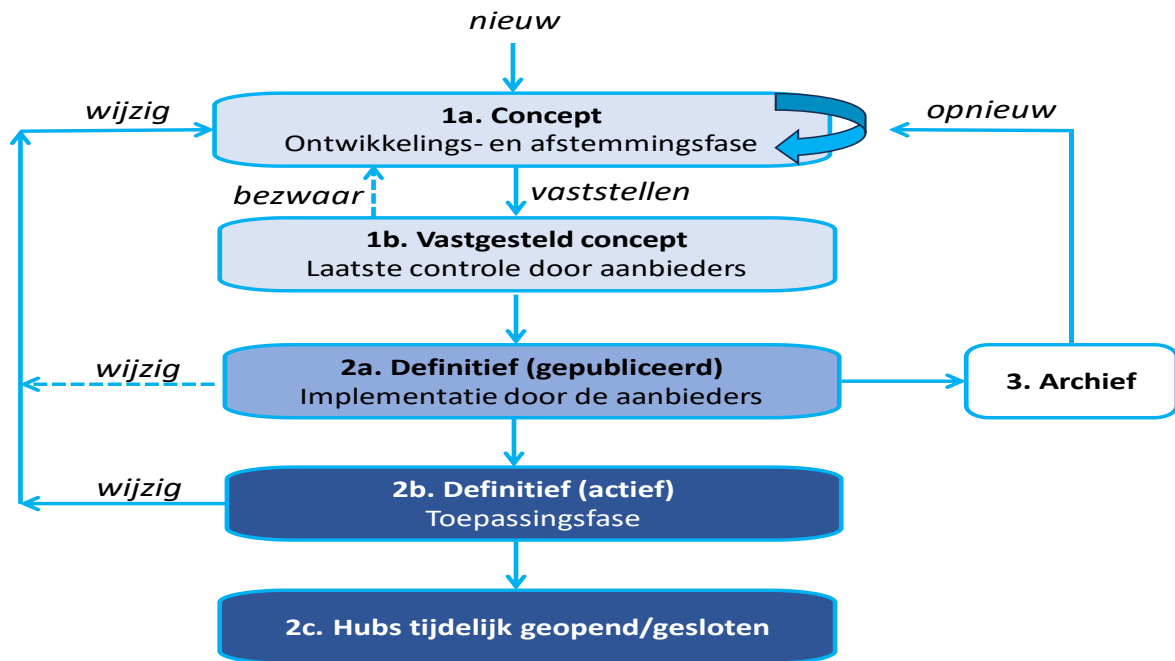 nieuw
wijzig
1a. Concept
opnieuw
Ontwikkelings- en afstemmingsfase
bezwaar
vaststellen
1b. Vastgesteld concept
Laatste controle door aanbieders
wijzig
2a. Definitief (gepubliceerd)
Implementatie door de aanbieders
3. Archief
wijzig
2b. Definitief (actief)
Toepassingsfase
2c. Hubs tijdelijk geopend/gesloten